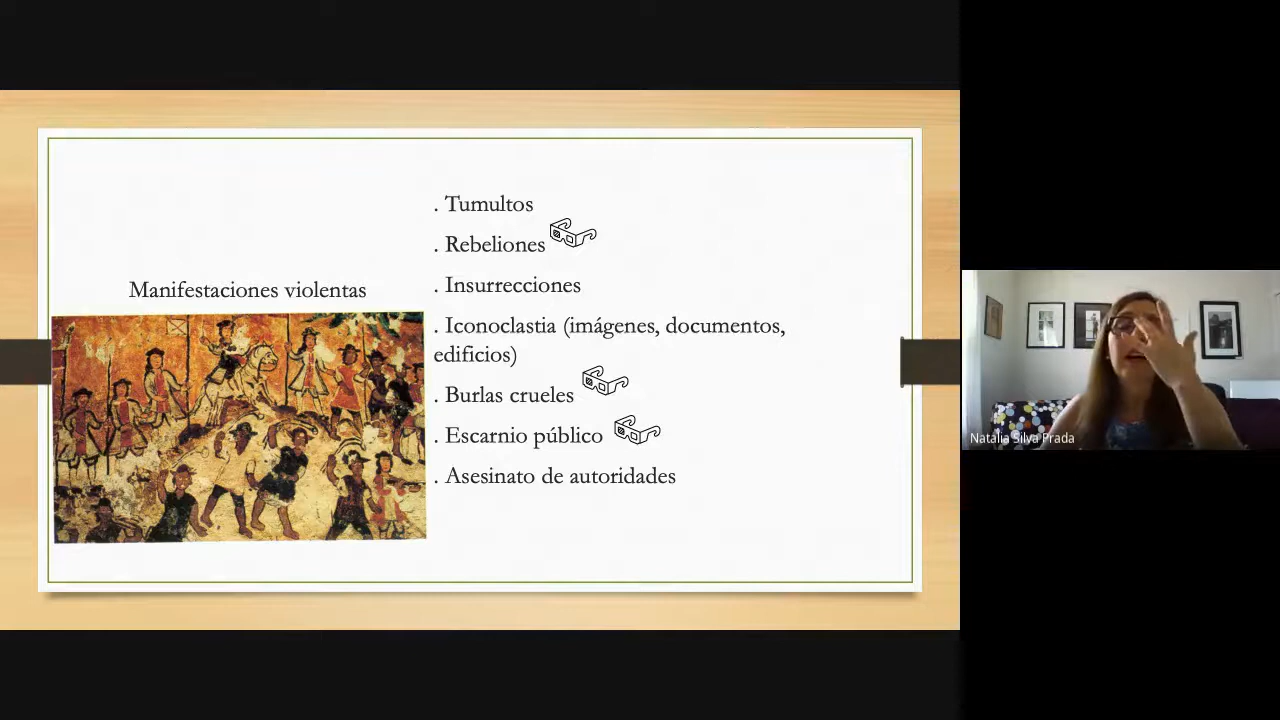 Manifestaciones violentas
. Tumultos
. Rebeliones
. Insurrecciones
. Iconoclastia (imágenes, documentos,
edificios)
. Burlas crueles
. Escarnio público
. Asesinato de autoridades
Natalia Silva Prada